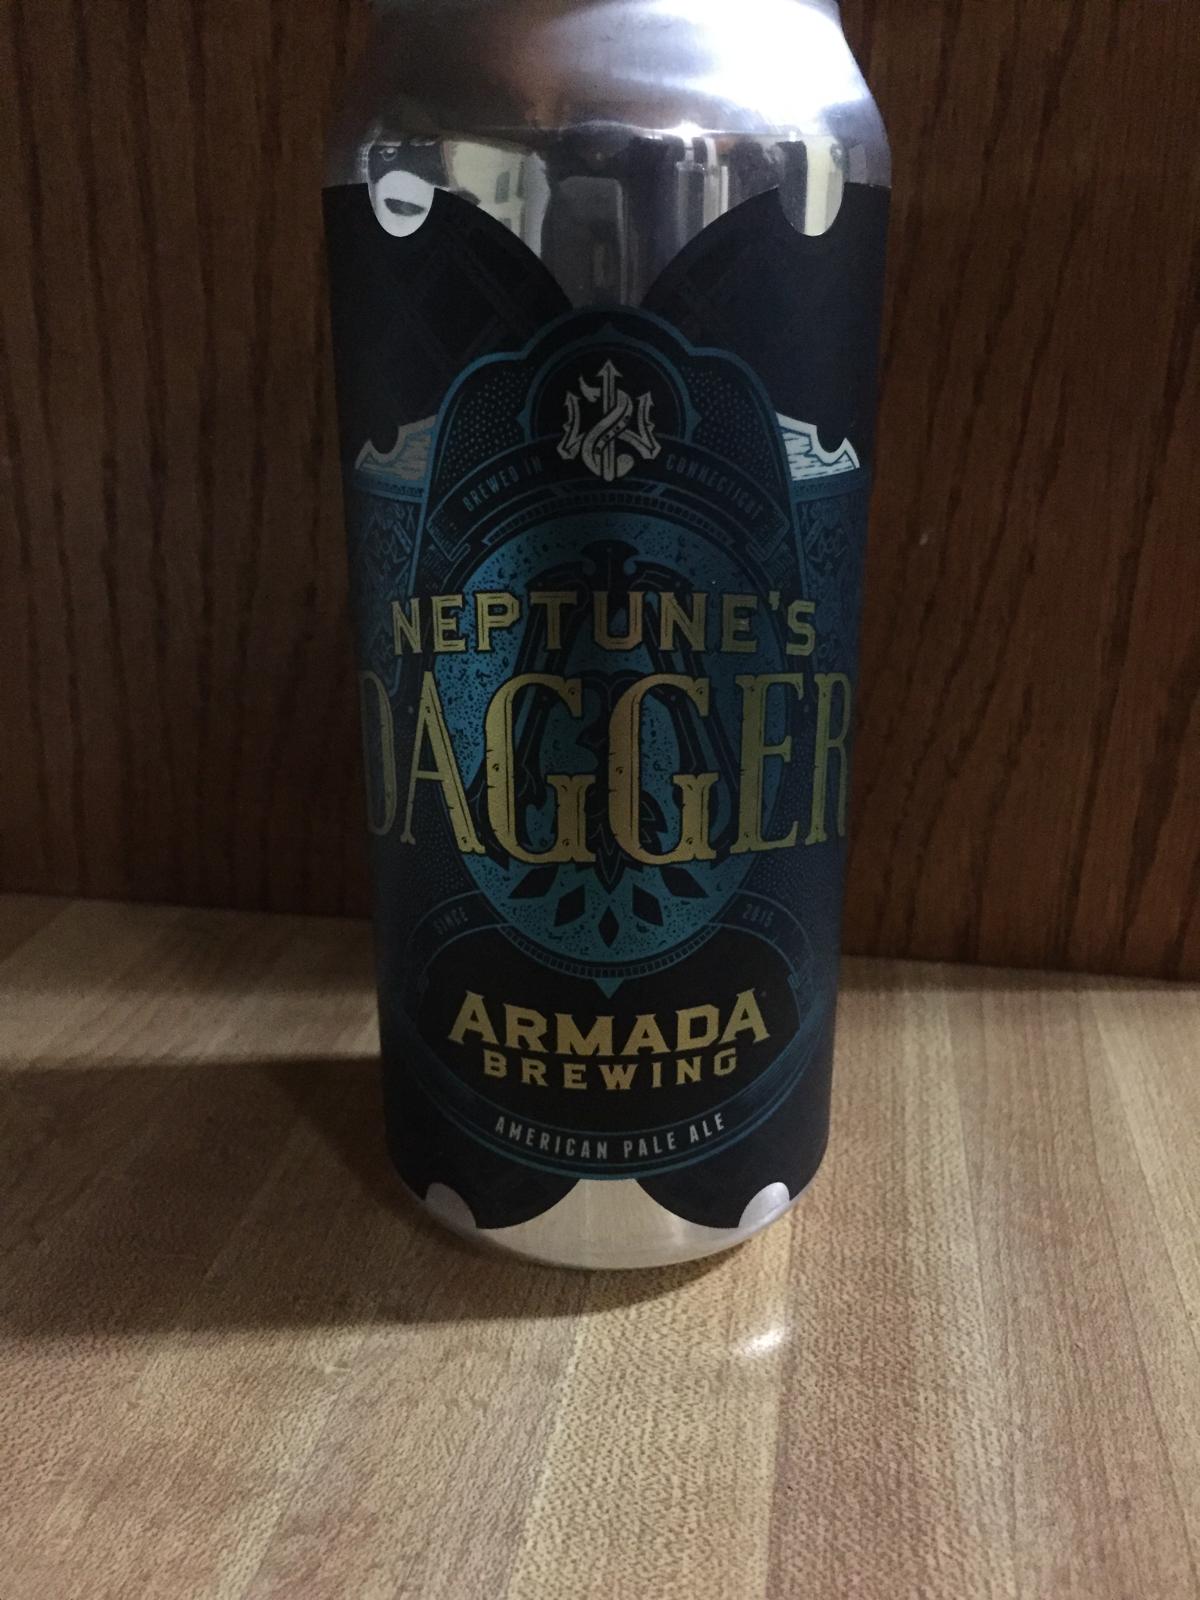 BREWED IN CONNECTICUT
NEPTUNE'S
DAGGER
SINCE 2015
ARMADA
BREWING
AMERICAN PALE ALE